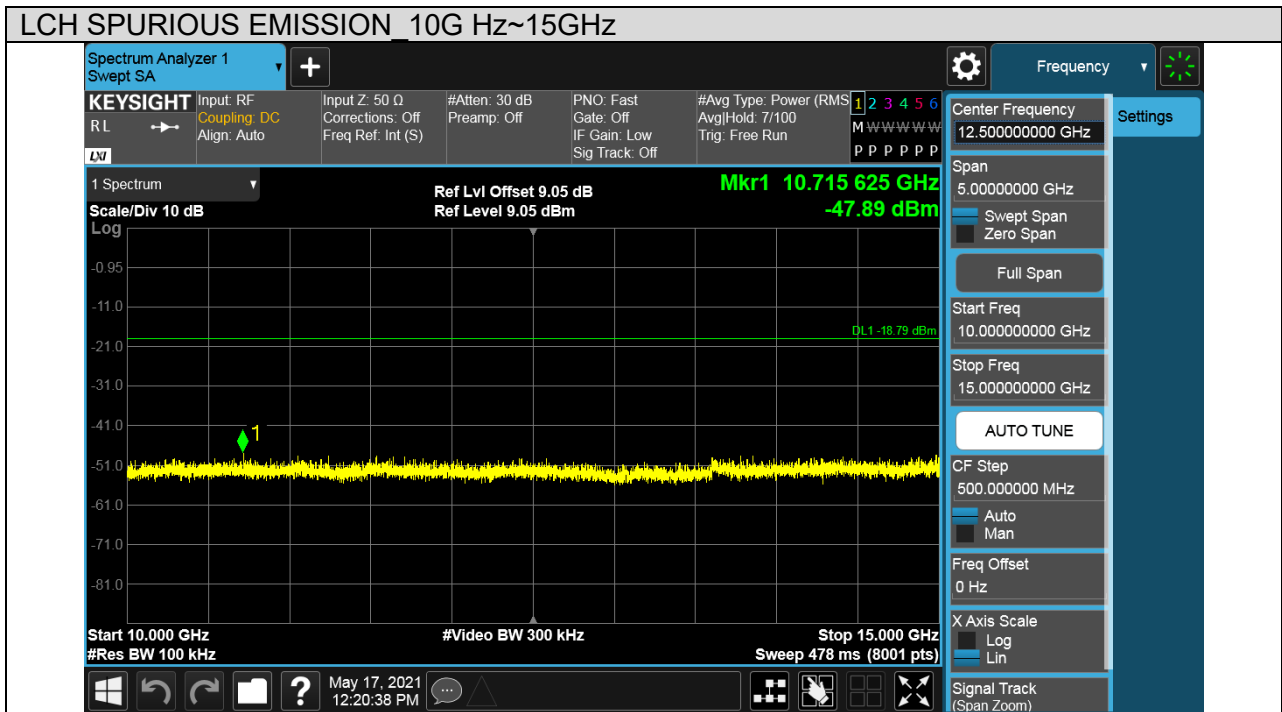 LCH SPURIOUS EMISSION_10G Hz~15GHz
Spectrum Analyzer 1
Swept SA
+
Frequency
KEYSIGHT
R L
LXI
Input: RF
Coupling: DC
Align: Auto
Input Z: 50 Ω
Corrections: Off
Freq Ref: Int (S)
#Atten: 30 dB
Preamp: Off
PNO: Fast
Gate: Off
IF Gain: Low
Sig Track: Off
#Avg Type: Power (RMS
Avg|Hold: 7/100
Trig: Free Run
1 2 3 4 5 6
M W W W W W
P P P P P P
Settings
Center Frequency
12.500000000 GHz
Span
5.00000000 GHz
Swept Span
Zero Span
Full Span
Start Freq
10.000000000 GHz
Stop Freq
15.000000000 GHz
AUTO TUNE
CF Step
500.000000 MHz
Auto
Man
Freq Offset
0 Hz
X Axis Scale
Log
Lin
Signal Track
(Span Zoom)
1 Spectrum
Scale/Div 10 dB
Log
Ref Lvl Offset 9.05 dB
Ref Level 9.05 dBm
Mkr1 10.715 625 GHz
-47.89 dBm
-0.95
-11.0
DL1 -18.79 dBm
-21.0
-31.0
-41.0
1
-51.0
-61.0
-71.0
-81.0
Start 10.000 GHz
#Res BW 100 kHz
#Video BW 300 kHz
Stop 15.000 GHz
Sweep 478 ms (8001 pts)
?
May 17, 2021
12:20:38 PM